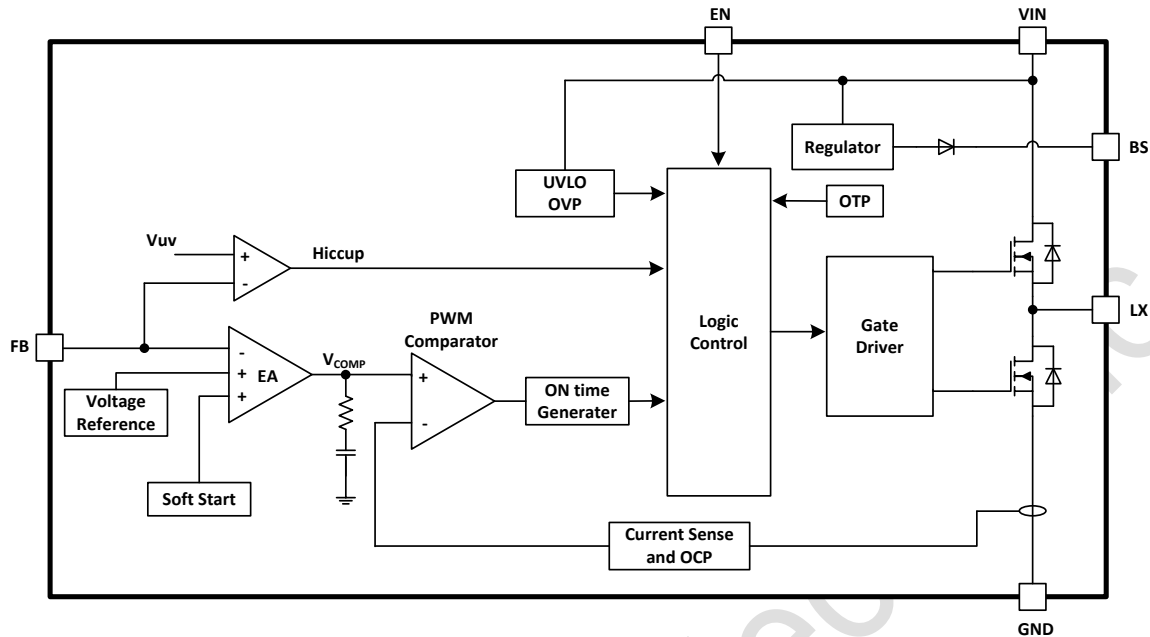 EN
VIN
Regulator
BS
UVLO
OVP
OTP
Vuv
+
-
Hiccup
PWM
Comparator
Logic
Control
Gate
Driver
LX
FB
-
+
+
EA
VCOMP
+
-
ON time
Generater
Voltage
Reference
Soft Start
Current Sense
and OCP
GND